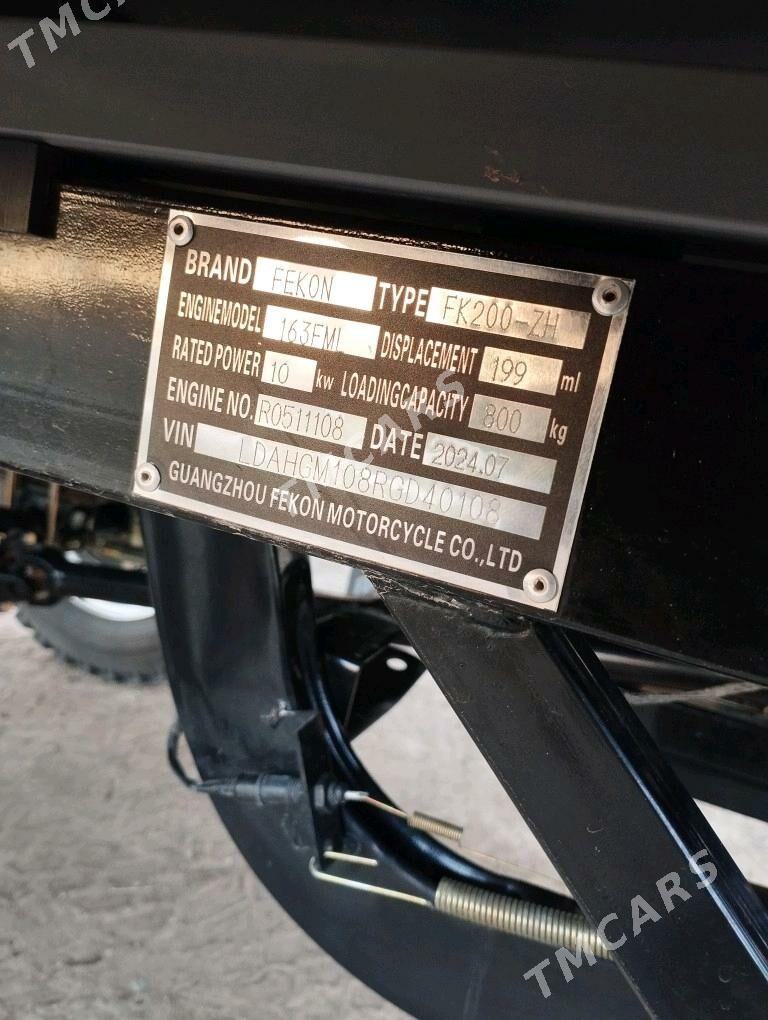 TMCARS
BRAND FEKON TYPE FK200-ZH
ENGINEMODEL 163FML DISPLACEMENT 199 ml
RATED POWER 10 kw LOADINGCAPACITY 800 kg
ENGINE NO. R0511108 DATE 2024.07
VIN LDAHGM108RGD40108
GUANGZHOU FEKON MOTORCYCLE CO.,LTD
TMCARS
TMCARS